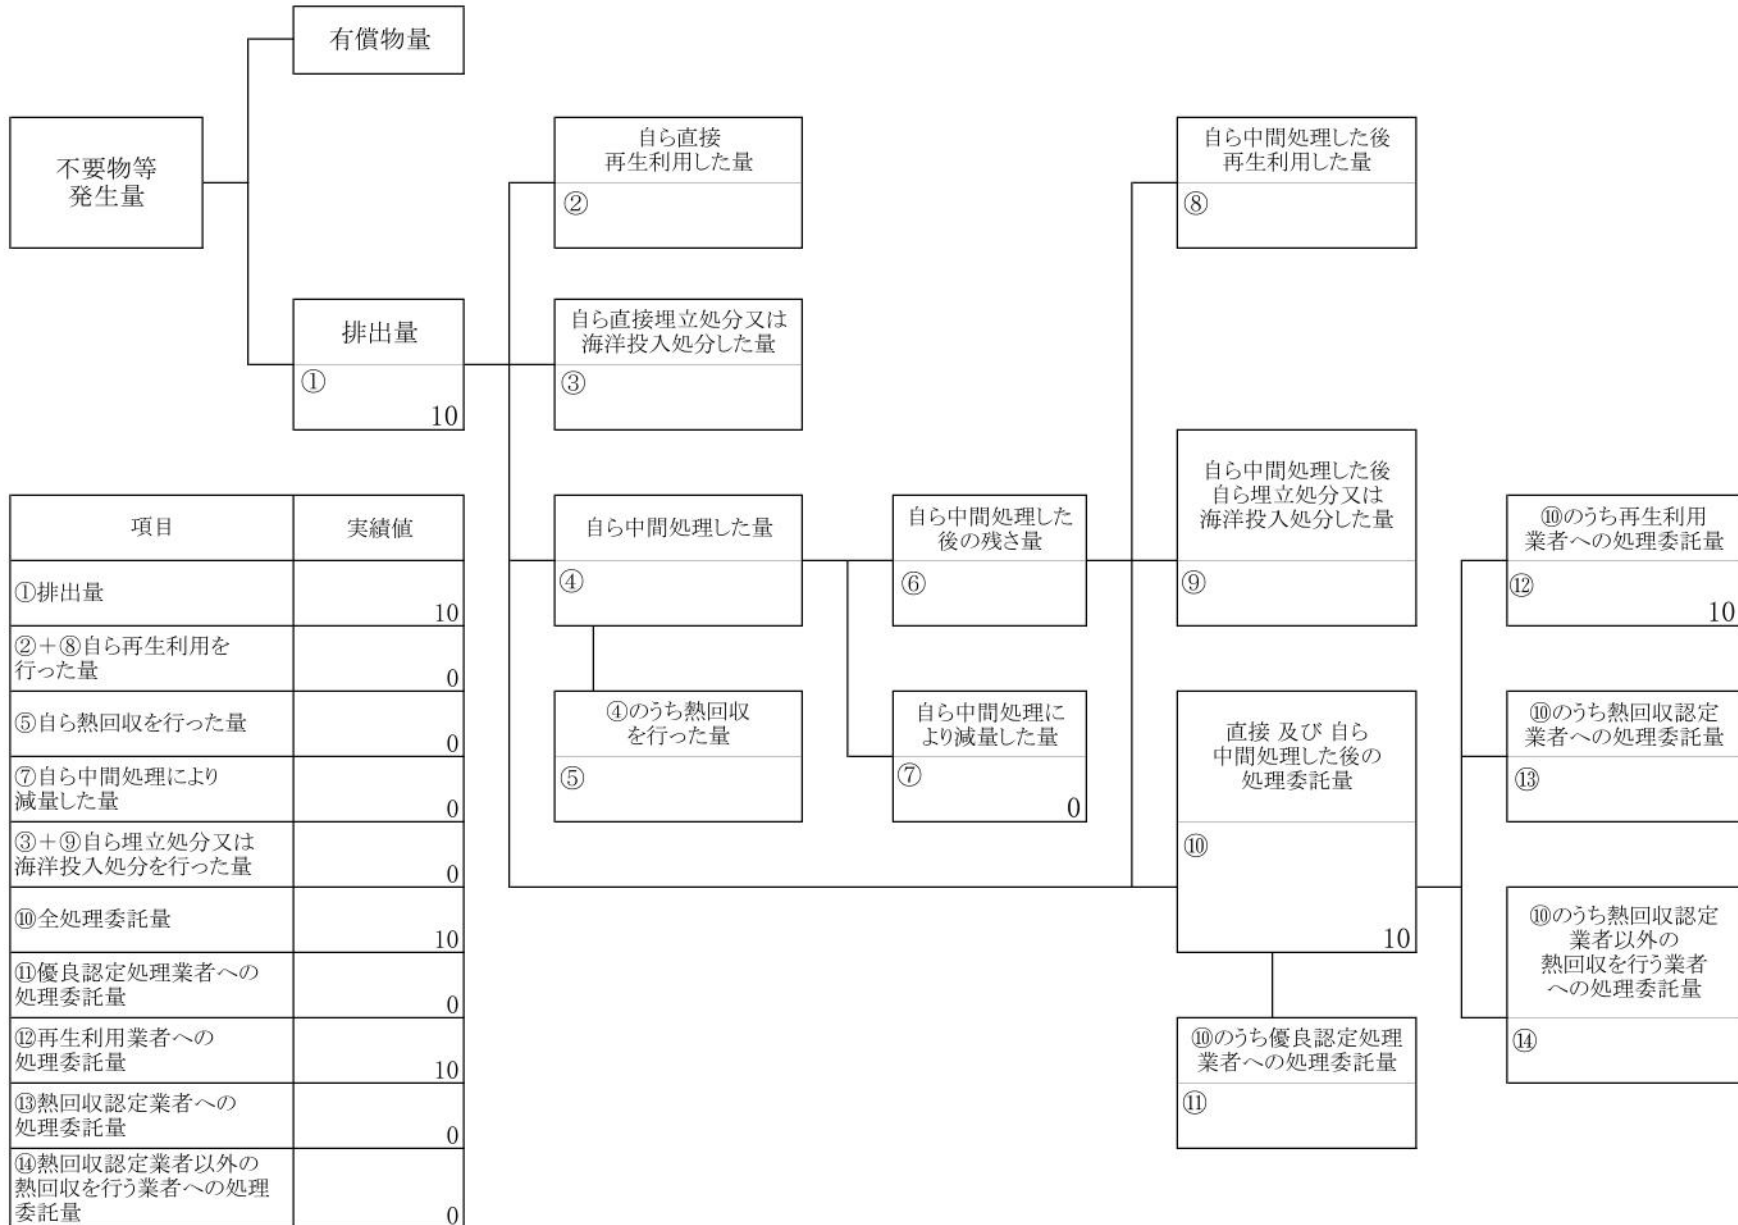 有償物量
不要物等
発生量
自ら直接
再生利用した量
②
自ら中間処理した後
再生利用した量
⑧
排出量
①
10
自ら直接埋立処分又は
海洋投入処分した量
③
自ら中間処理した量
④
自ら中間処理した
後の残さ量
⑥
自ら中間処理した後
自ら埋立処分又は
海洋投入処分した量
⑨
⑩のうち再生利用
業者への処理委託量
⑫
10
④のうち熱回収
を行った量
⑤
自ら中間処理に
より減量した量
⑦
0
直接 及び 自ら
中間処理した後の
処理委託量
⑩
10
⑩のうち熱回収認定
業者への処理委託量
⑬
⑩のうち熱回収認定
業者以外の
熱回収を行う業者
への処理委託量
⑭
⑩のうち優良認定処理
業者への処理委託量
⑪
項目 実績値
①排出量
10
②+⑧自ら再生利用を
行った量
0
⑤自ら熱回収を行った量
0
⑦自ら中間処理により
減量した量
0
③+⑨自ら埋立処分又は
海洋投入処分を行った量
0
⑩全処理委託量
10
⑪優良認定処理業者への
処理委託量
0
⑫再生利用業者への
処理委託量
10
⑬熱回収認定業者への
処理委託量
0
⑭熱回収認定業者以外の
熱回収を行う業者への処理
委託量
0